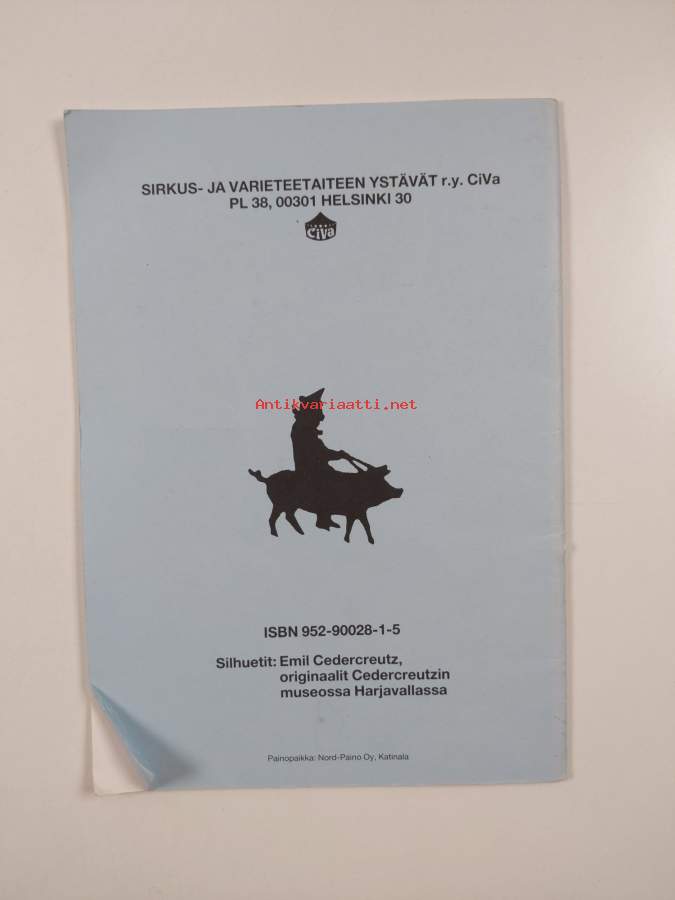 SIRKUS- JA VARIETEETAITEEN YSTÄVÄT r.y. CiVa
PL 38, 00301 HELSINKI 30
CiVa
Antikvariaatti.net
ISBN 952-90028-1-5
Silhuetit: Emil Cedercreutz,
originaalit Cedercreutzin
museossa Harjavallassa
Painopaikka: Nord-Paino Oy, Katinala